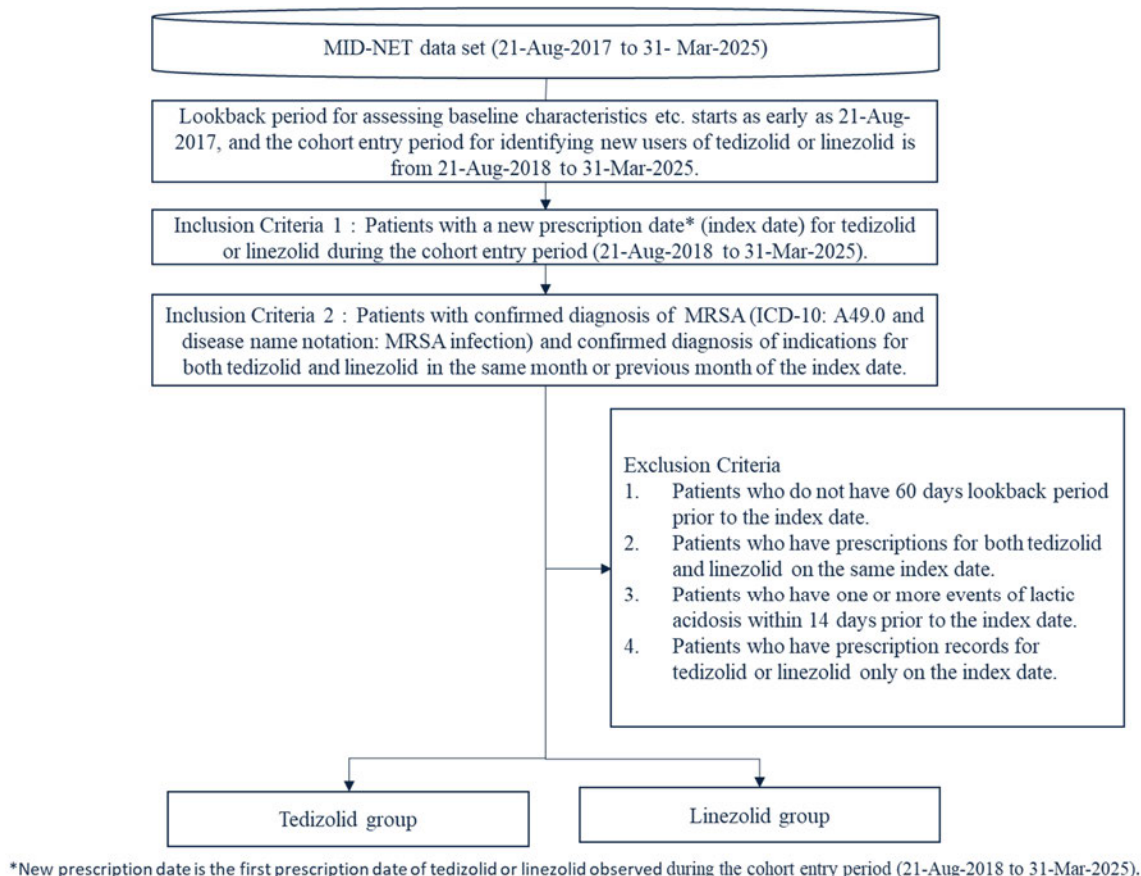 MID-NET data set (21-Aug-2017 to 31- Mar-2025)
Lookback period for assessing baseline characteristics etc. starts as early as 21-Aug-
2017, and the cohort entry period for identifying new users of tedizolid or linezolid is
from 21-Aug-2018 to 31-Mar-2025.
Inclusion Criteria 1 : Patients with a new prescription date* (index date) for tedizolid
or linezolid during the cohort entry period (21-Aug-2018 to 31-Mar-2025).
Inclusion Criteria 2 : Patients with confirmed diagnosis of MRSA (ICD-10: A49.0 and
disease name notation: MRSA infection) and confirmed diagnosis of indications for
both tedizolid and linezolid in the same month or previous month of the index date.
Exclusion Criteria
1. Patients who do not have 60 days lookback period
prior to the index date.
2. Patients who have prescriptions for both tedizolid
and linezolid on the same index date.
3. Patients who have one or more events of lactic
acidosis within 14 days prior to the index date.
4. Patients who have prescription records for
tedizolid or linezolid only on the index date.
Tedizolid group
Linezolid group
*New prescription date is the first prescription date of tedizolid or linezolid observed during the cohort entry period (21-Aug-2018 to 31-Mar-2025).